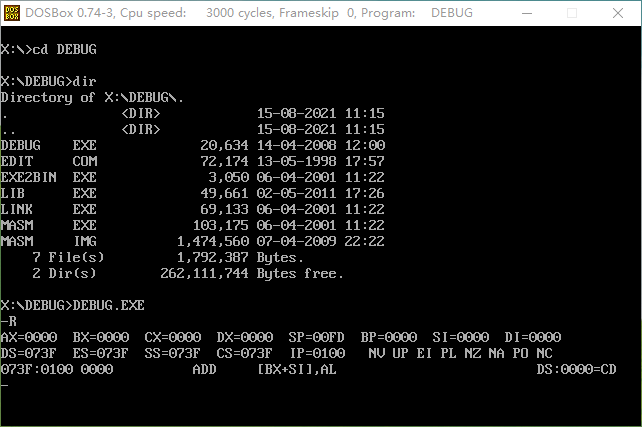 DOS
BOX
DOSBox 0.74-3, Cpu speed:    3000 cycles, Frameskip  0, Program:    DEBUG
X:\>cd DEBUG
X:\DEBUG>dir
Directory of X:\DEBUG\.
.              <DIR>            15-08-2021 11:15
..             <DIR>            15-08-2021 11:15
DEBUG    EXE             20,634 14-04-2008 12:00
EDIT     COM             72,174 13-05-1998 17:57
EXE2BIN  EXE              3,050 06-04-2001 11:22
LIB      EXE             49,661 02-05-2011 17:26
LINK     EXE             69,133 06-04-2001 11:22
MASM     EXE            103,175 06-04-2001 11:22
MASM     IMG          1,474,560 07-04-2009 22:22
    7 File(s)         1,792,387 Bytes.
    2 Dir(s)        262,111,744 Bytes free.
X:\DEBUG>DEBUG.EXE
-R
AX=0000  BX=0000  CX=0000  DX=0000  SP=00FD  BP=0000  SI=0000  DI=0000
DS=073F  ES=073F  SS=073F  CS=073F  IP=0100   NV UP EI PL NZ NA PO NC
073F:0100 0000          ADD     [BX+SI],AL                         DS:0000=CD
-